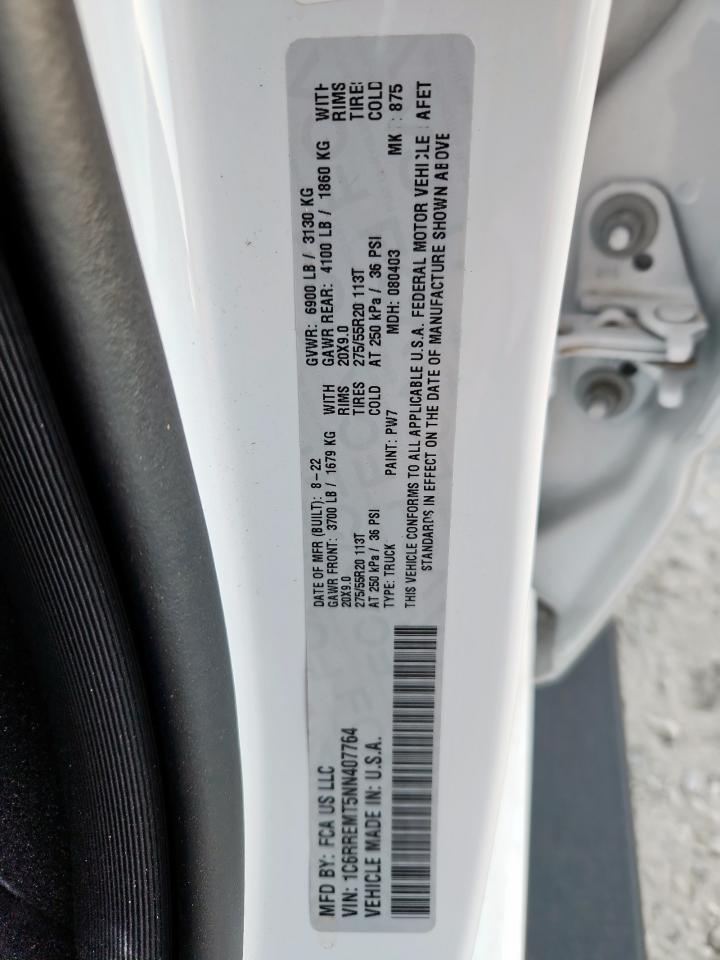 MFD BY: FCA US LLC
VIN: 1C6RREMT5NN407764
VEHICLE MADE IN: U.S.A.
DATE OF MFR (BUILT): 8-22 GVWR: 6900 LB / 3130 KG
GAWR FRONT: 3700 LB / 1679 KG WITH GAWR REAR: 4100 LB / 1860 KG WITH
20X9.0 RIMS 20X9.0 RIMS
275/55R20 113T TIRES 275/55R20 113T TIRES
AT 250 kPa / 36 PSI COLD AT 250 kPa / 36 PSI COLD
TYPE: TRUCK PAINT: PW7 MDH: 080403 MK : 875
THIS VEHICLE CONFORMS TO ALL APPLICABLE U.S.A. FEDERAL MOTOR VEHICLE AFET
STANDARDS IN EFFECT ON THE DATE OF MANUFACTURE SHOWN ABOVE